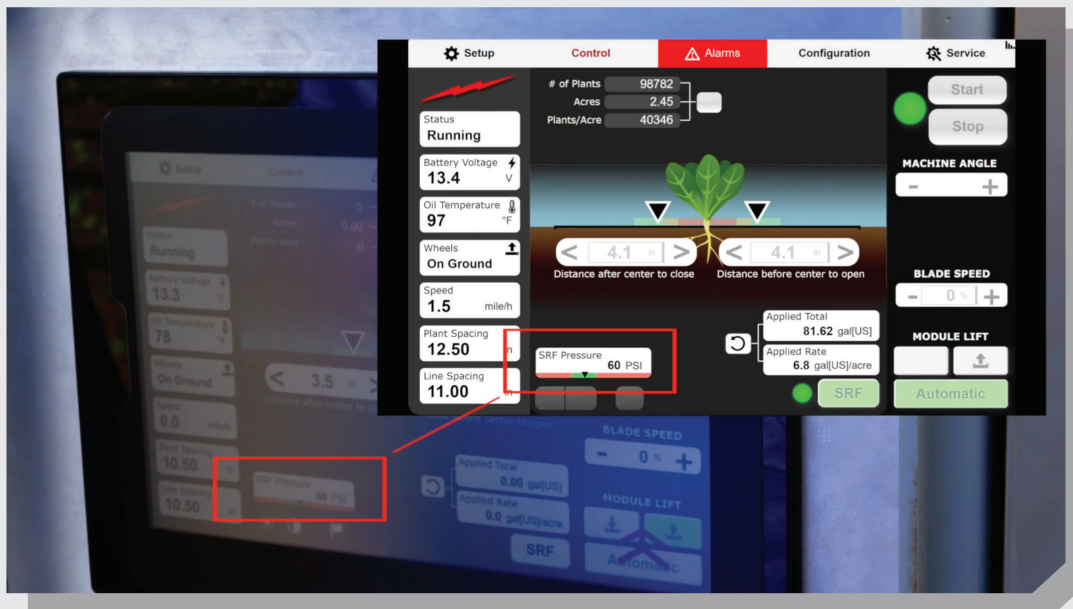 Setup
Control
Alarms
Configuration
Service
# of Plants 98782
Acres 2.45
Plants/Acre 40346
Start
Stop
Status
Running
Battery Voltage
13.4 V
Oil Temperature
97 °F
Wheels
On Ground
Speed
1.5 mile/h
Plant Spacing
12.50 in
Line Spacing
11.00 in
MACHINE ANGLE
- +
< 4.1 in >
< 4.1 in >
Distance after center to close
Distance before center to open
BLADE SPEED
- 0 % +
Applied Total
81.62 gal[US]
Applied Rate
6.8 gal[US]/acre
SRF Pressure
60 PSI
SRF
MODULE LIFT
Automatic
Setup
Control
# of Plants 0
Acres 0.00
Plants/Acre 0
Status
Running
Battery Voltage
13.3 V
Oil Temperature
78 °F
Wheels
On Ground
Speed
0.0 mile/h
Plant Spacing
10.50 in
Line Spacing
10.50 in
< 3.5 in >
Distance after center to
center to open
SRF Pressure
68 PSI
Applied Total
0.00 gal[US]
Applied Rate
0.0 gal[US]/acre
SRF
BLADE SPEED
- 0 % +
MODULE LIFT
Automatic